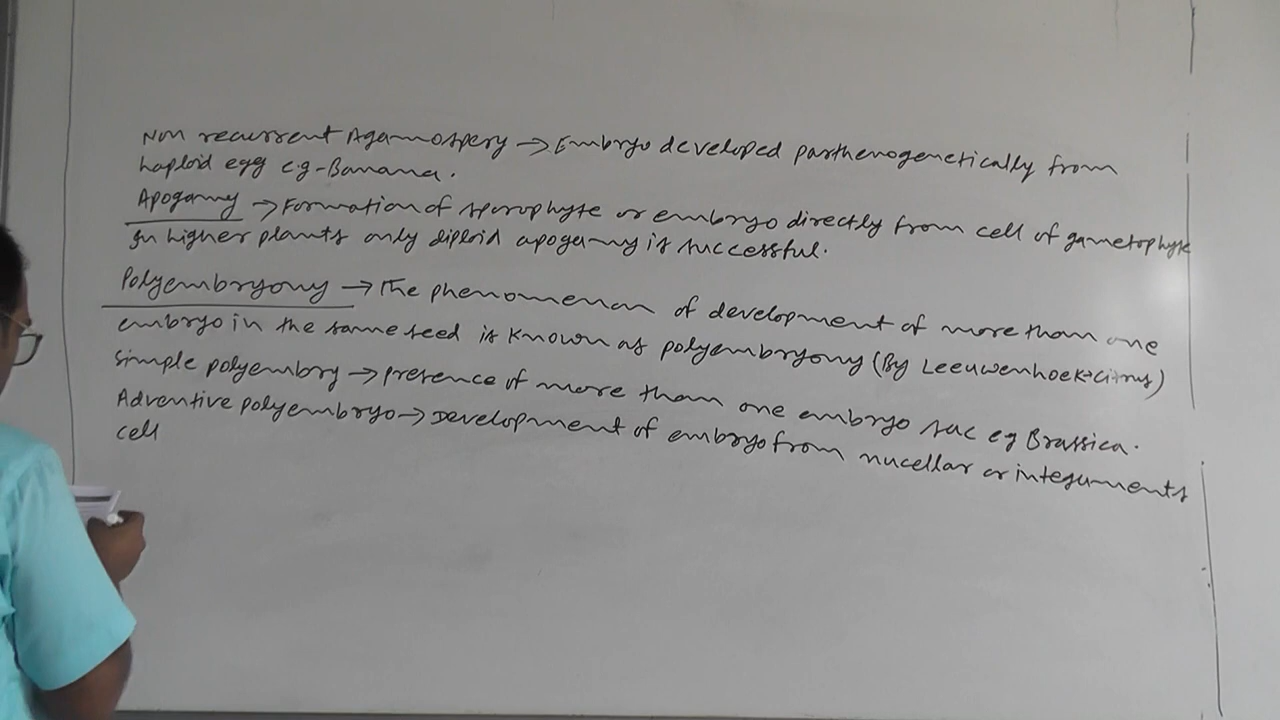 Non recurrent Agamospery → Embryo developed parthenogenetically from
haploid egg e.g-Banana.
Apogamy → Formation of sporophyte or embryo directly from cell of gametophyte
In higher plants only diploid apogamy is successful.
Polyembryony → The phenomenan of development of more than one
embryo in the same seed is known as polyembryony (By Leeuwenhoek→citrus)
Simple polyembry → presence of more than one embryo sac eg Brassica.
Adventive polyembryo → Development of embryo from nucellar or integuments
cell